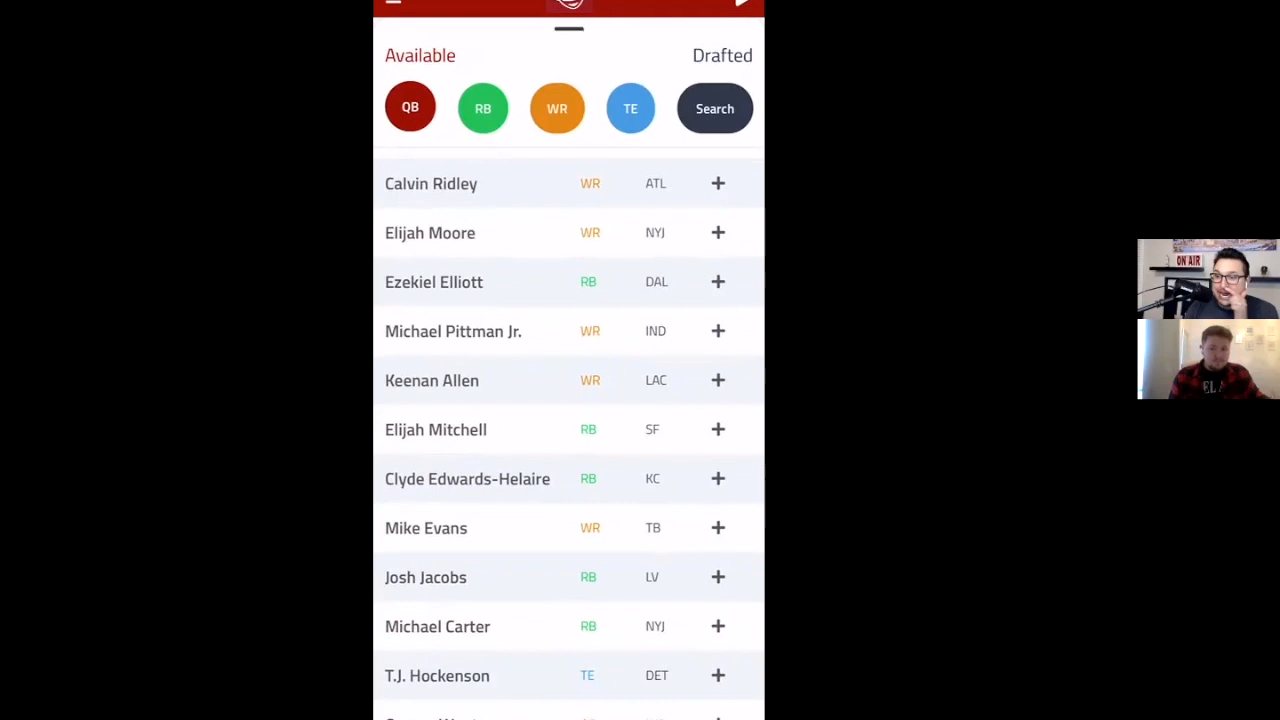 Available Drafted
QB RB WR TE Search
Calvin Ridley WR ATL +
Elijah Moore WR NYJ +
Ezekiel Elliott RB DAL +
Michael Pittman Jr. WR IND +
Keenan Allen WR LAC +
Elijah Mitchell RB SF +
Clyde Edwards-Helaire RB KC +
Mike Evans WR TB +
Josh Jacobs RB LV +
Michael Carter RB NYJ +
T.J. Hockenson TE DET +
ON AIR